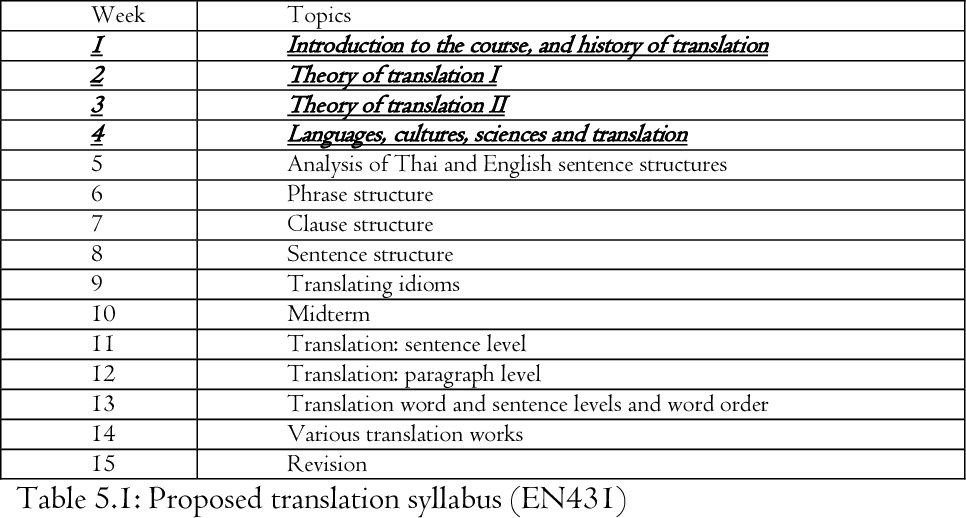 Week Topics
1 Introduction to the course, and history of translation
2 Theory of translation I
3 Theory of translation II
4 Languages, cultures, sciences and translation
5 Analysis of Thai and English sentence structures
6 Phrase structure
7 Clause structure
8 Sentence structure
9 Translating idioms
10 Midterm
11 Translation: sentence level
12 Translation: paragraph level
13 Translation word and sentence levels and word order
14 Various translation works
15 Revision
Table 5.1: Proposed translation syllabus (EN431)